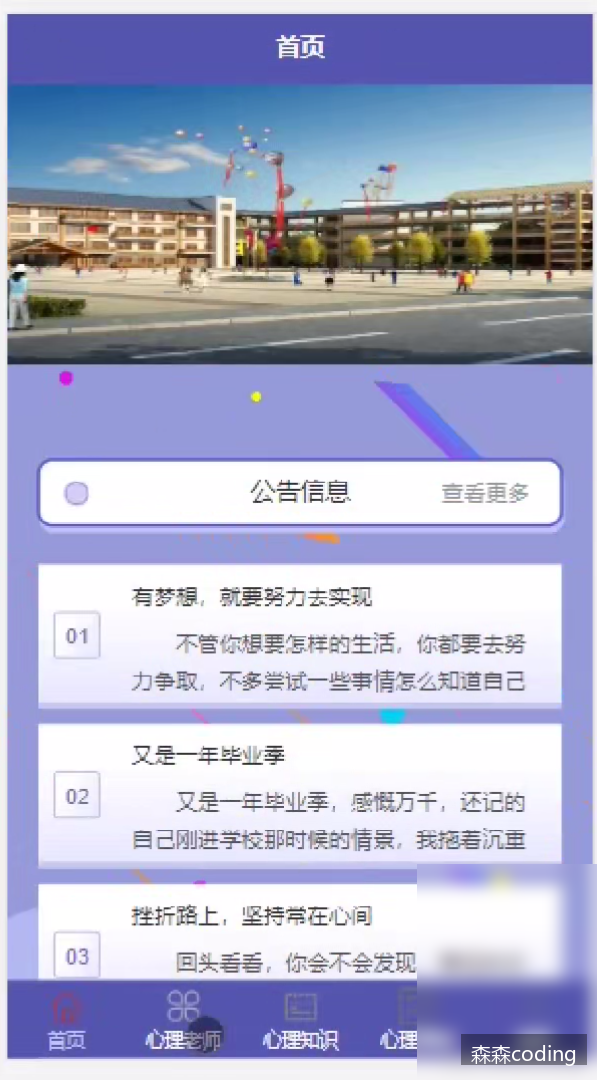 首页
公告信息
查看更多
01
有梦想，就要努力去实现
不管你想要怎样的生活，你都要去努
力争取，不多尝试一些事情怎么知道自己
02
又是一年毕业季
又是一年毕业季，感慨万千，还记的
自己刚进学校那时候的情景，我拖着沉重
03
挫折路上，坚持常在心间
回头看看，你会不会发现
首页
心理老师
心理知识
心理
森森coding